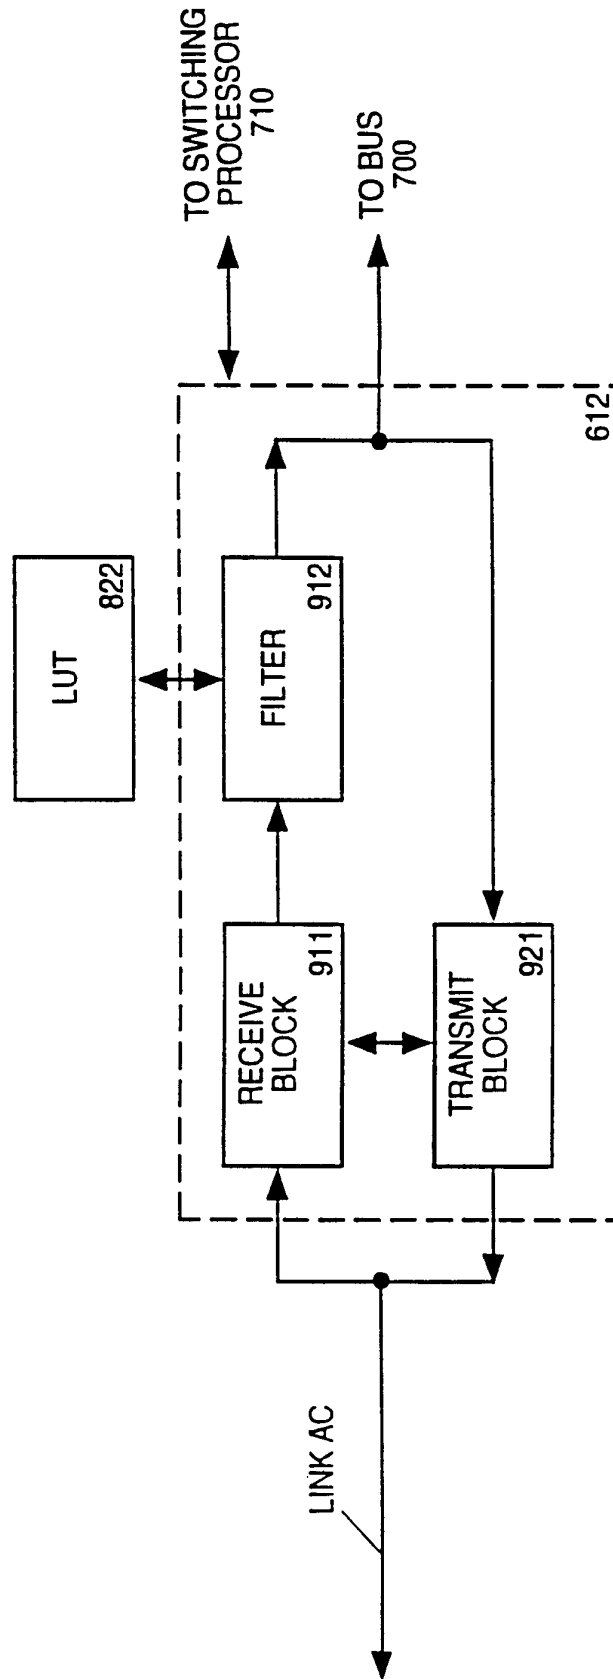 TO SWITCHING
PROCESSOR
710
TO BUS
700
LUT
822
612
FILTER
912
RECEIVE
BLOCK
911
TRANSMIT
BLOCK
921
LINK AC